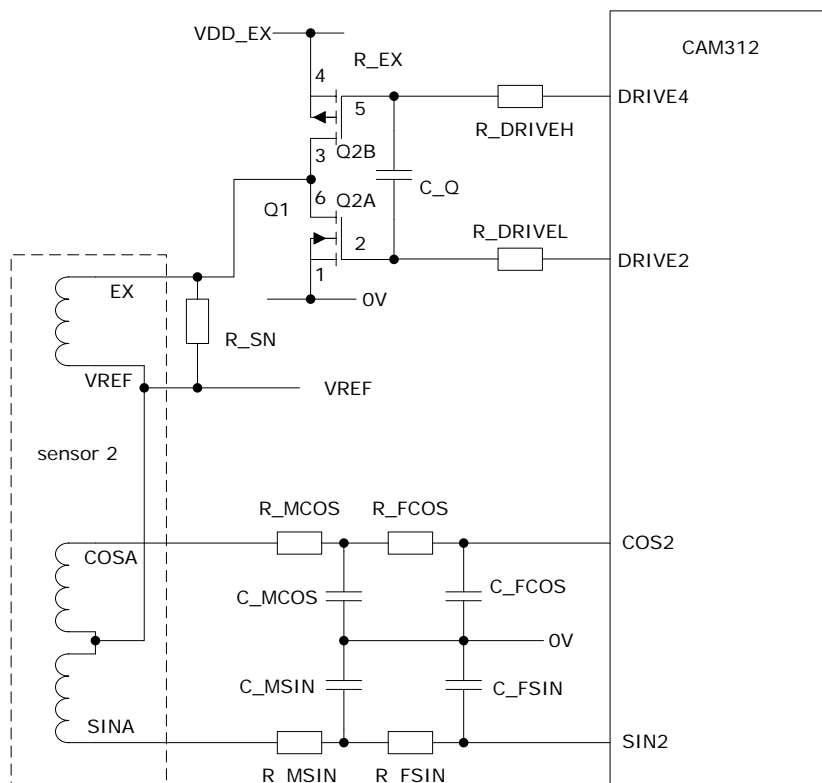 VDD_EX
CAM312
R_EX
4
5
DRIVE4
R_DRIVEH
3
Q2B
C_Q
6
Q1
Q2A
2
R_DRIVEL
DRIVE2
1
EX
0V
R_SN
VREF
VREF
sensor 2
R_MCOS
R_FCOS
COSA
COS2
C_MCOS
C_FCOS
0V
C_MSIN
C_FSIN
SINA
SIN2
R_MSIN
R_FSIN